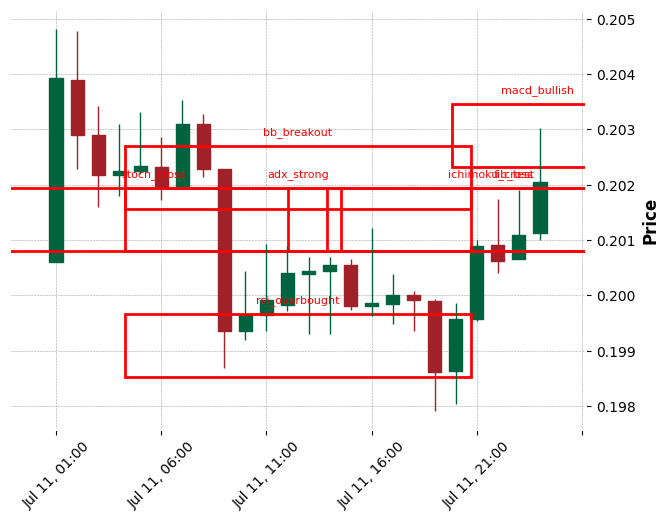 0.205
macd_bullish
0.204
bb_breakout
0.203
stoch_cross
adx_strong
0.202
Price
0.201
rsi_overbought
0.200
0.199
0.198
Jul 11, 01:00
Jul 11, 06:00
Jul 11, 11:00
Jul 11, 16:00
Jul 11, 21:00